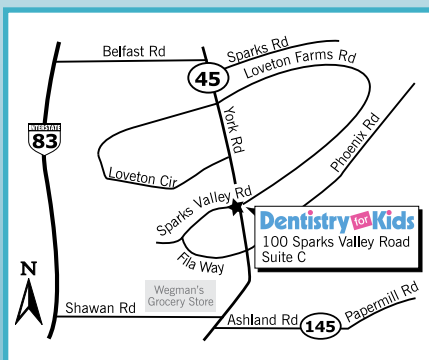 Belfast Rd
Sparks Rd
Loveton Farms Rd
45
INTERSTATE
83
York Rd
Phoenix Rd
Loveton Cir
Sparks Valley Rd
Dentistry for Kids
100 Sparks Valley Road
Suite C
Fila Way
N
Wegman's
Grocery Store
Shawan Rd
Ashland Rd
145
Papermill Rd